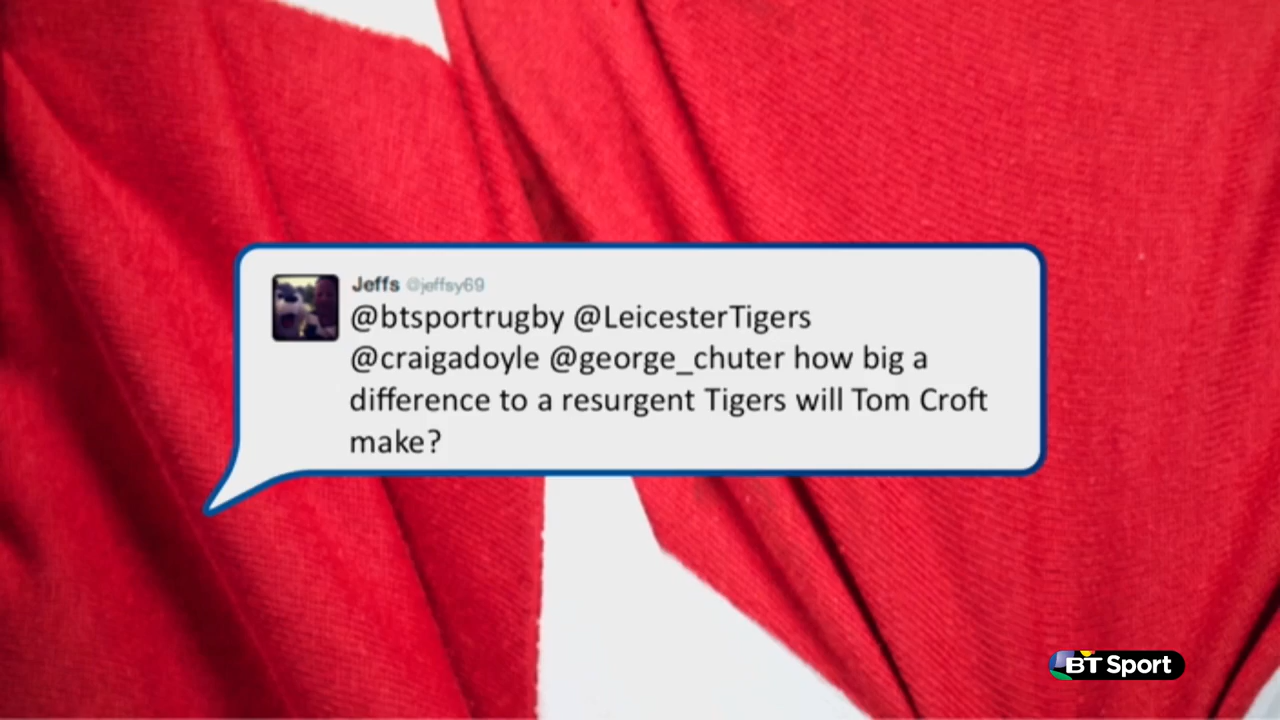 Jeffs @jeffsy69
@btsportrugby @LeicesterTigers
@craigadoyle @george_chuter how big a
difference to a resurgent Tigers will Tom Croft
make?
BT Sport